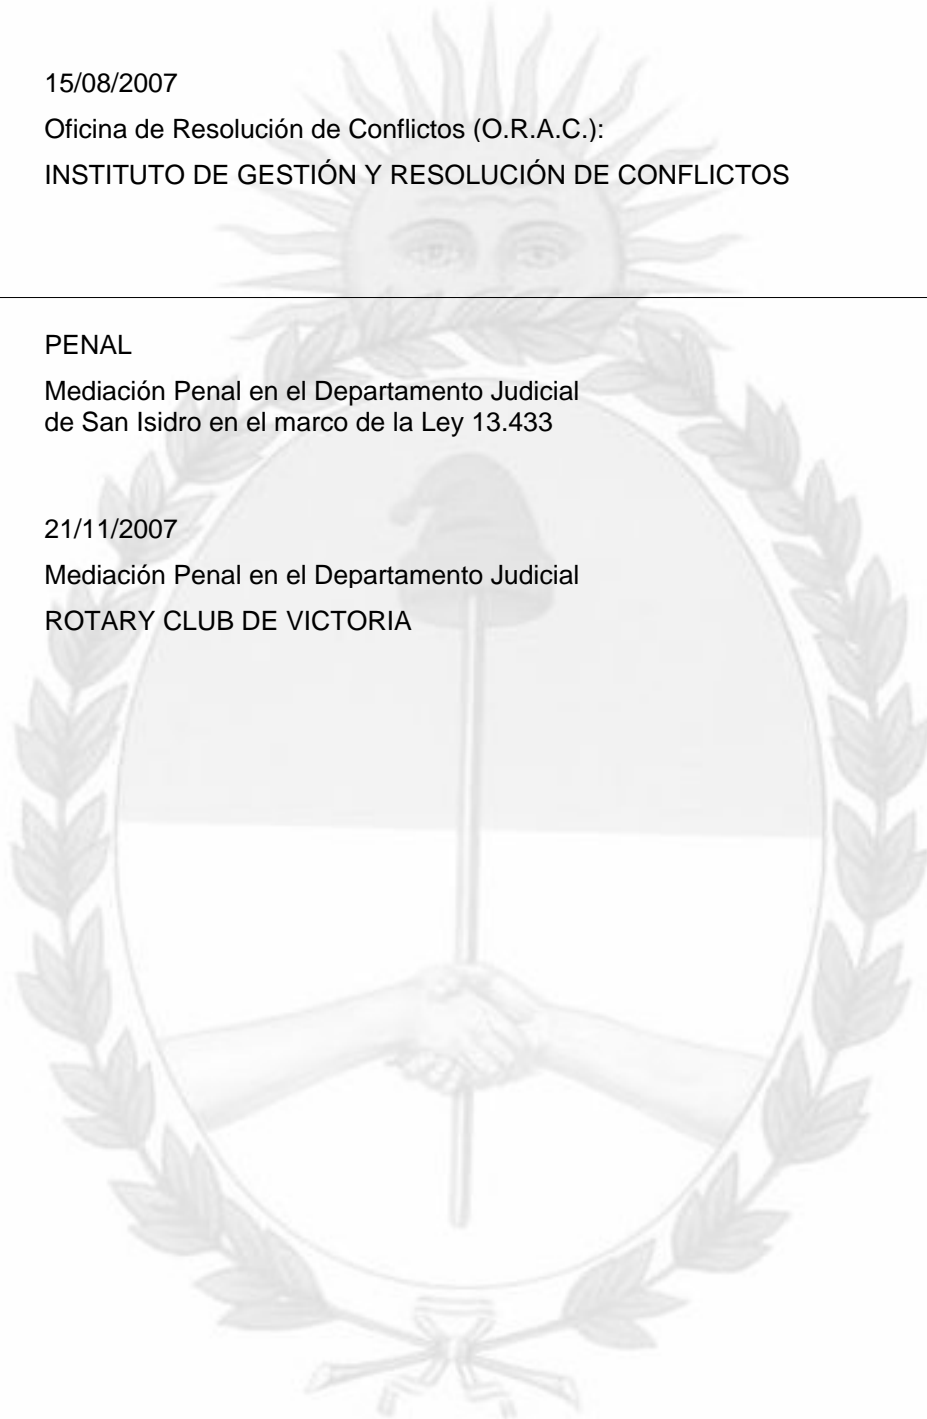 15/08/2007
Oficina de Resolución de Conflictos (O.R.A.C.):
INSTITUTO DE GESTIÓN Y RESOLUCIÓN DE CONFLICTOS
PENAL
Mediación Penal en el Departamento Judicial
de San Isidro en el marco de la Ley 13.433
21/11/2007
Mediación Penal en el Departamento Judicial
ROTARY CLUB DE VICTORIA